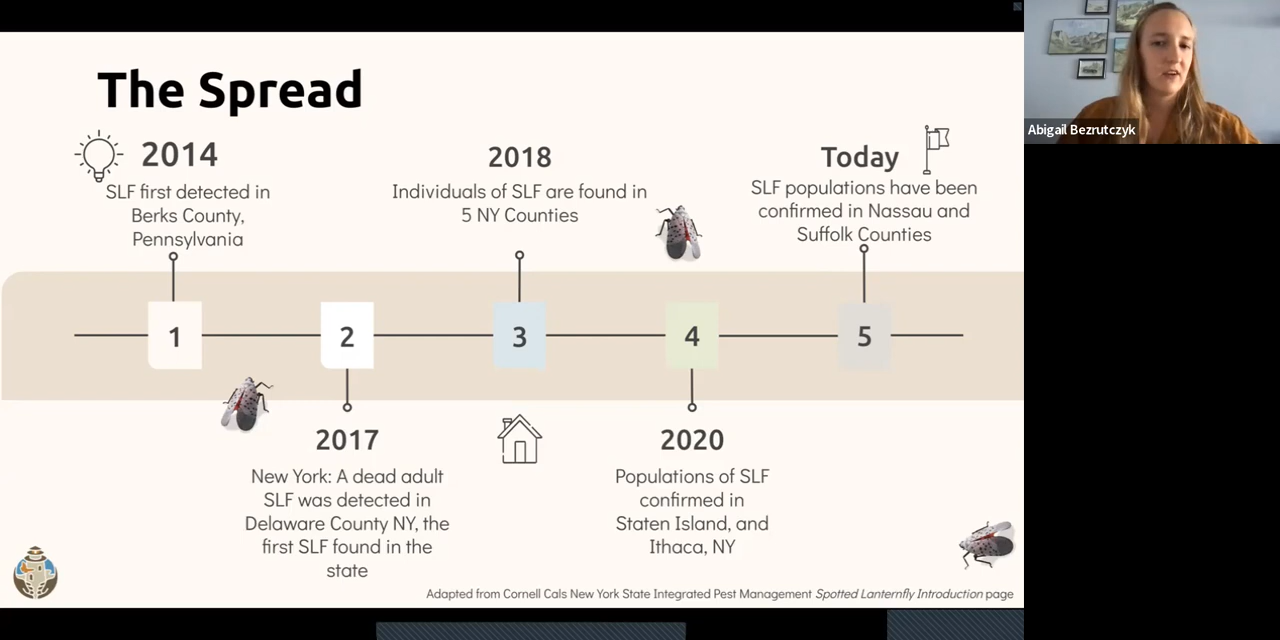 The Spread
2014
SLF first detected in
Berks County,
Pennsylvania
2018
Individuals of SLF are found in
5 NY Counties
Today
SLF populations have been
confirmed in Nassau and
Suffolk Counties
1
2
3
4
5
2017
New York: A dead adult
SLF was detected in
Delaware County NY, the
first SLF found in the
state
2020
Populations of SLF
confirmed in
Staten Island, and
Ithaca, NY
Adapted from Cornell Cals New York State Integrated Pest Management Spotted Lanternfly Introduction page
Abigail Bezrutczyk